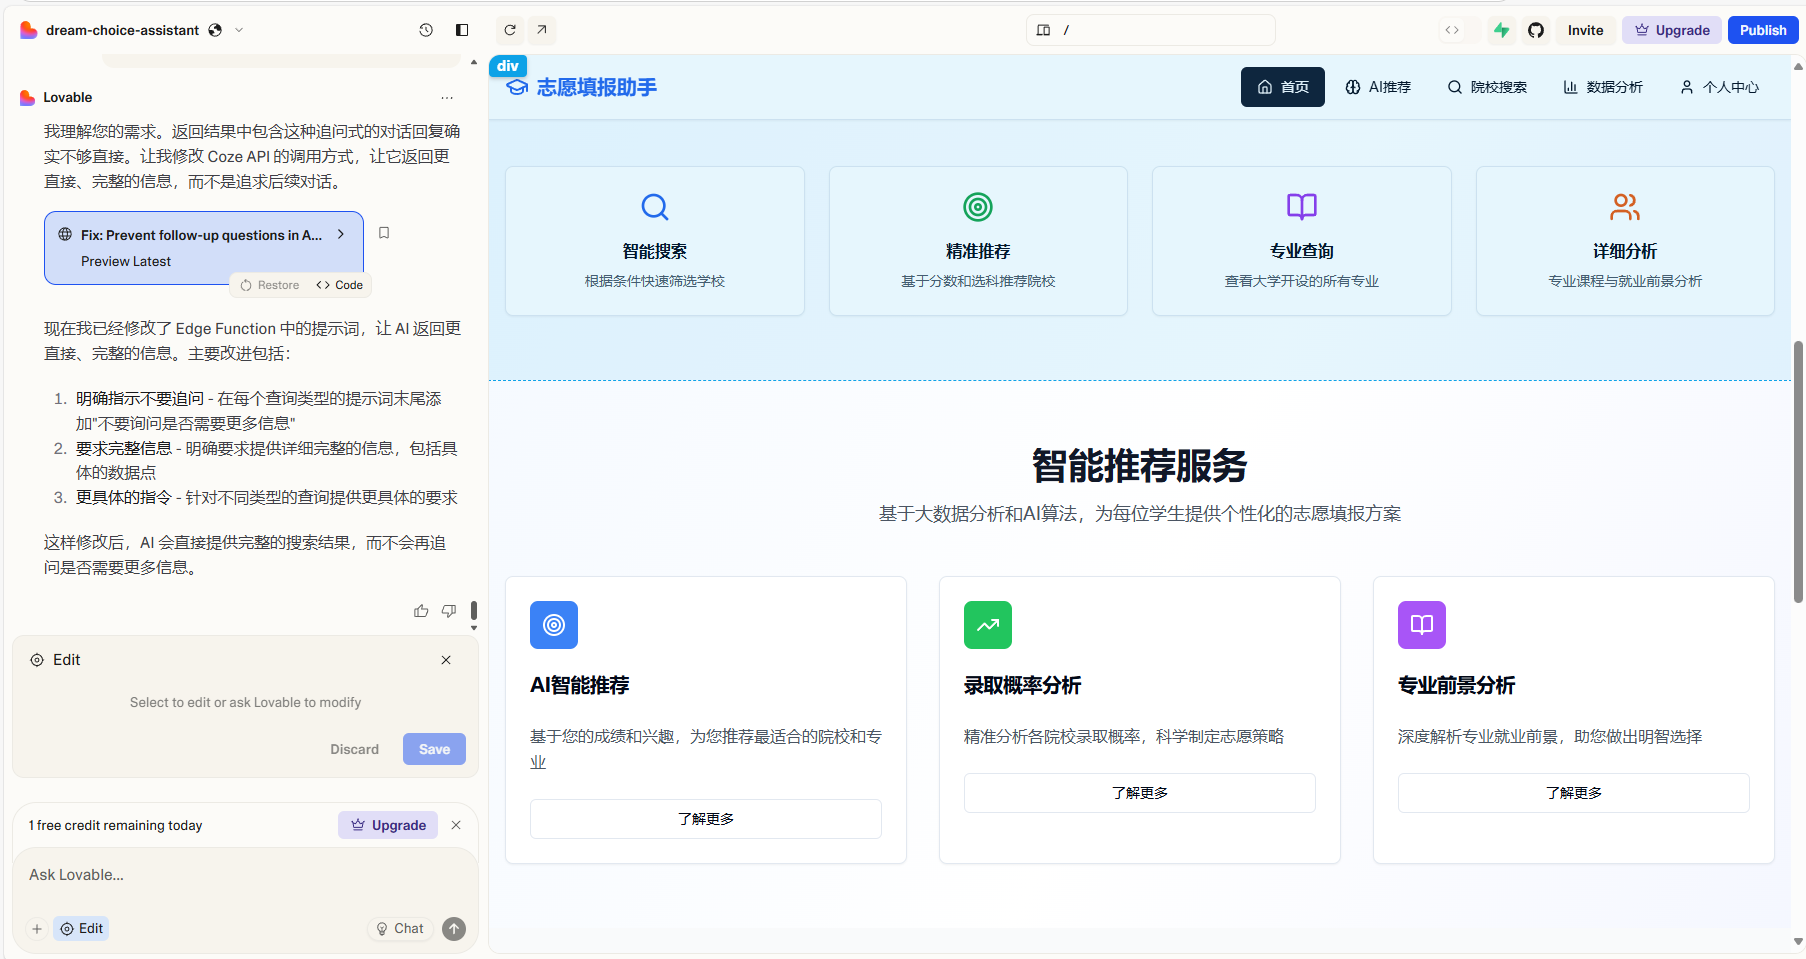 dream-choice-assistant
/
Invite
Upgrade
Publish
Lovable
我理解您的需求。返回结果中包含这种追问式的对话回复确
实不够直接。让我修改 Coze API 的调用方式，让它返回更
直接、完整的信息，而不是追求后续对话。
Fix: Prevent follow-up questions in A...
Preview Latest
Restore
Code
现在我已经修改了 Edge Function 中的提示词，让 AI 返回更
直接、完整的信息。主要改进包括：
1. 明确指示不要追问 - 在每个查询类型的提示词末尾添
加"不要询问是否需要更多信息"
2. 要求完整信息 - 明确要求提供详细完整的信息，包括具
体的数据点
3. 更具体的指令 - 针对不同类型的查询提供更具体的要求
这样修改后，AI 会直接提供完整的搜索结果，而不会再追
问是否需要更多信息。
Edit
Select to edit or ask Lovable to modify
Discard
Save
1 free credit remaining today
Upgrade
Ask Lovable...
Edit
Chat
div
志愿填报助手
首页
AI推荐
院校搜索
数据分析
个人中心
智能搜索
根据条件快速筛选学校
精准推荐
基于分数和选科推荐院校
专业查询
查看大学开设的所有专业
详细分析
专业课程与就业前景分析
智能推荐服务
基于大数据分析和AI算法，为每位学生提供个性化的志愿填报方案
AI智能推荐
基于您的成绩和兴趣，为您推荐最适合的院校和专
业
了解更多
录取概率分析
精准分析各院校录取概率，科学制定志愿策略
了解更多
专业前景分析
深度解析专业就业前景，助您做出明智选择
了解更多